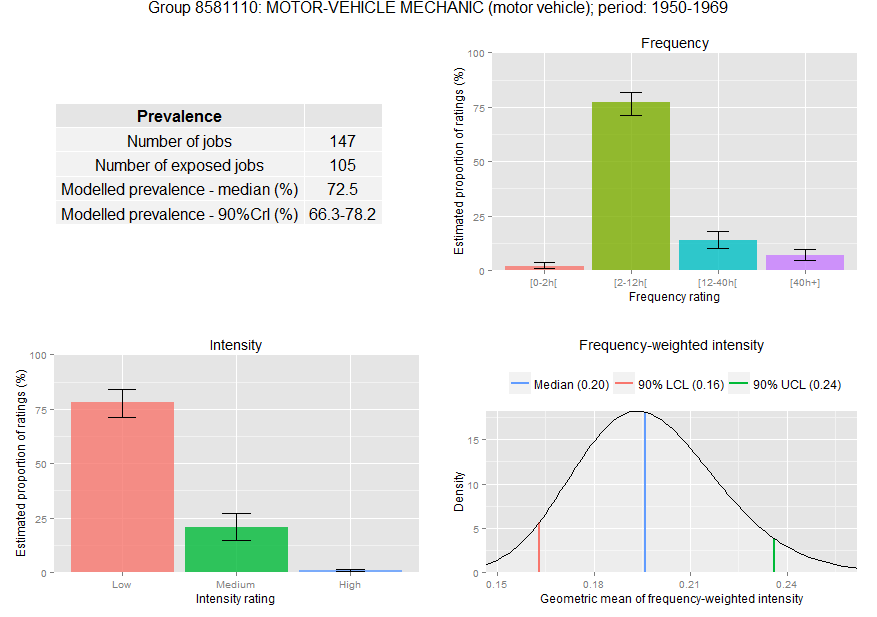 Group 8581110: MOTOR-VEHICLE MECHANIC (motor vehicle); period: 1950-1969
Prevalence
Number of jobs 147
Number of exposed jobs 105
Modelled prevalence - median (%) 72.5
Modelled prevalence - 90%CrI (%) 66.3-78.2
Frequency
Estimated proportion of ratings (%)
100
75
50
25
0
[0-2h[ [2-12h[ [12-40h[ [40h+]
Frequency rating
Intensity
Estimated proportion of ratings (%)
100
75
50
25
0
Low Medium High
Intensity rating
Frequency-weighted intensity
Median (0.20) 90% LCL (0.16) 90% UCL (0.24)
Density
15
10
5
0
0.15 0.18 0.21 0.24
Geometric mean of frequency-weighted intensity